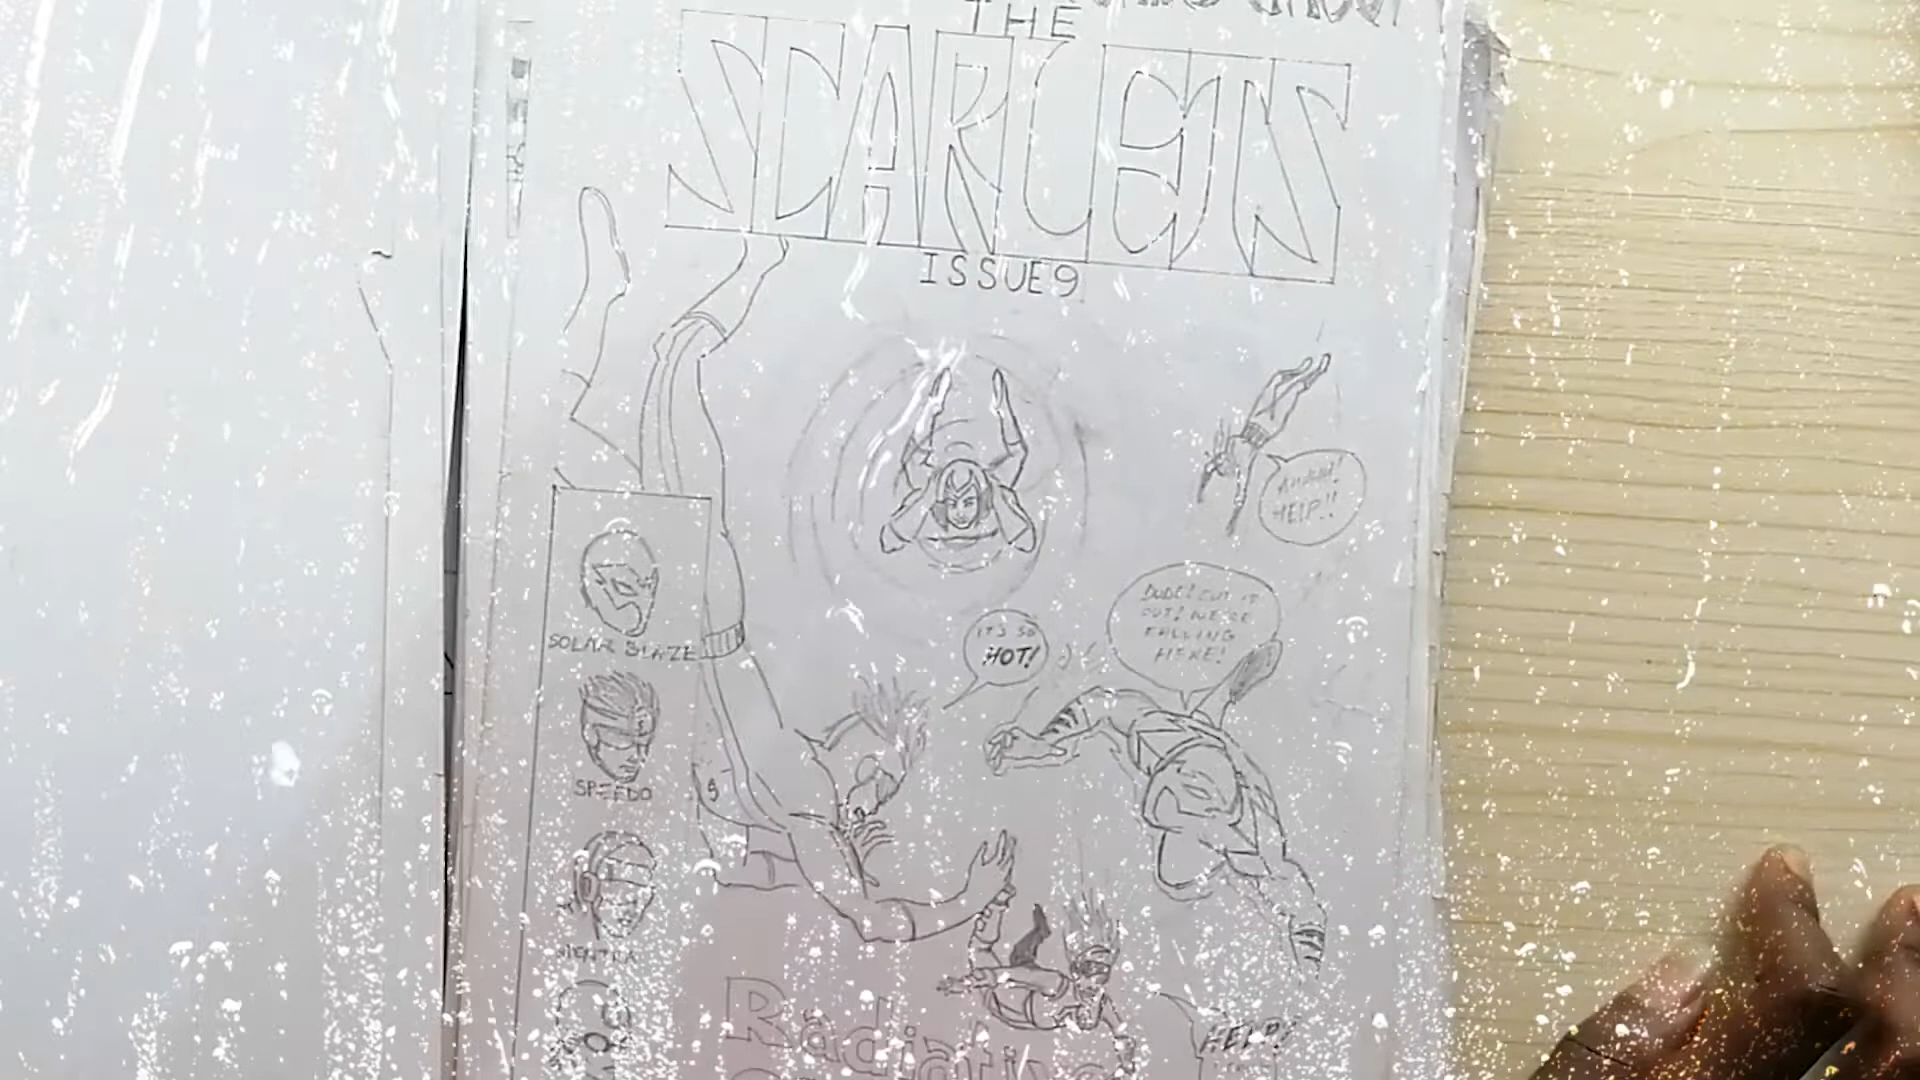 THE
SCARLETS
ISSUE 9
AHHH!
HELP!!
DUDE! CUT IT
OUT! WE'RE
FALLING
HERE!
IT'S SO
HOT!
SOLAR BLAZE
SPEEDO
S
Radiative
HELP!